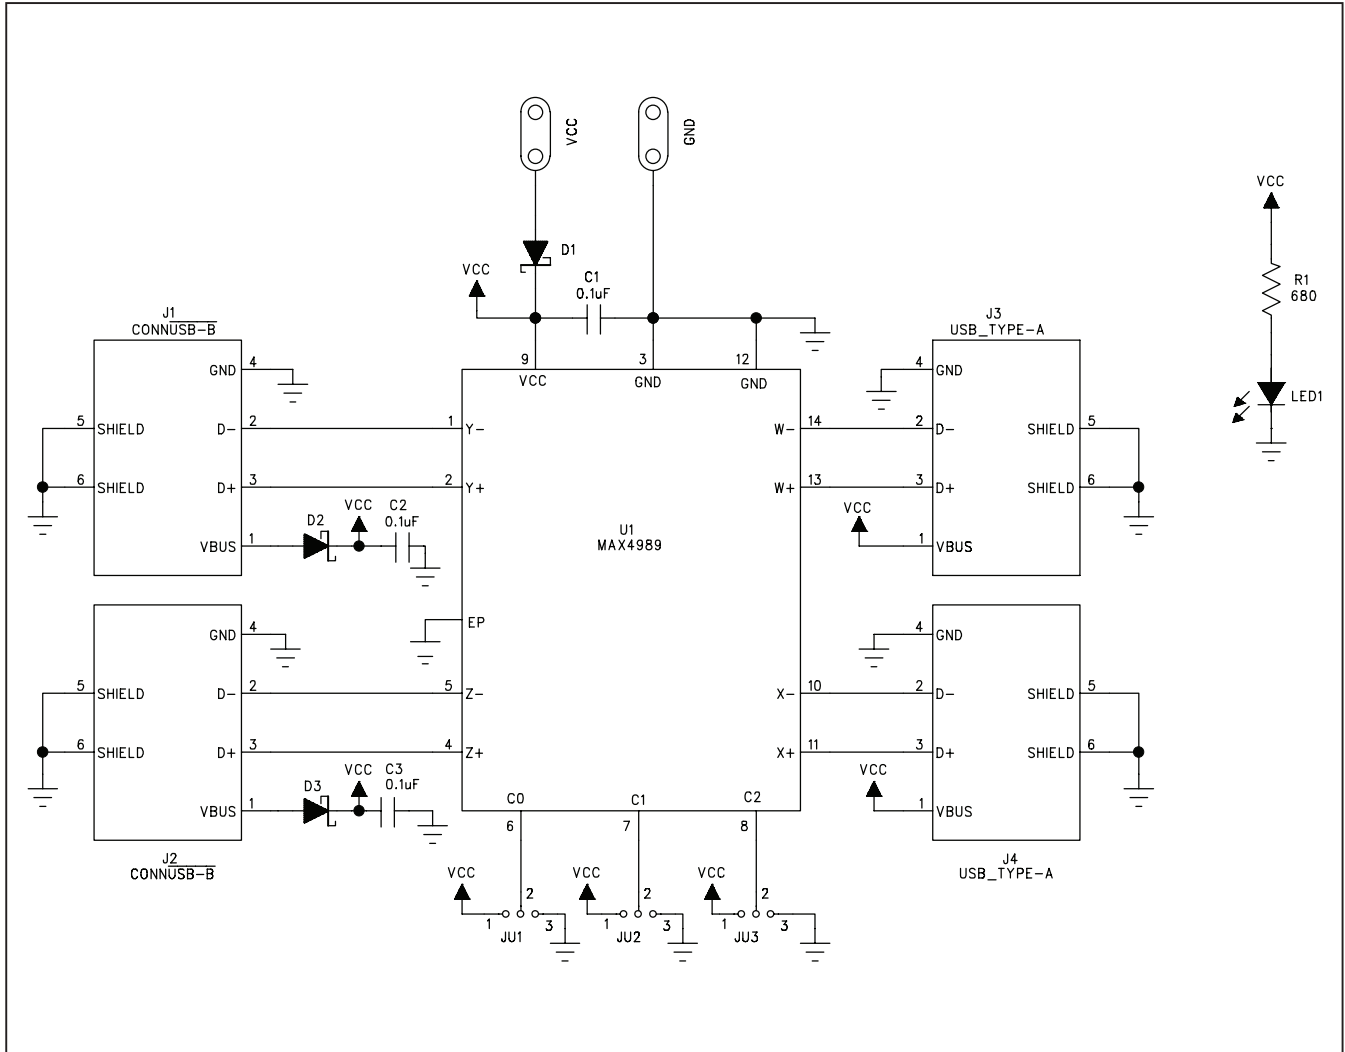 VCC
GND
D1
VCC
C1
0.1uF
VCC
R1
680
LED1
J1
CONNUSB-B
GND 4
5 SHIELD D- 2
6 SHIELD D+ 3
VBUS 1
D2
VCC
C2
0.1uF
9
VCC
3
GND
12
GND
1 Y-
2 Y+
EP
5 Z-
4 Z+
U1
MAX4989
W- 14
W+ 13
X- 10
X+ 11
C0
6
C1
7
C2
8
J3
USB_TYPE-A
4 GND
2 D- SHIELD 5
3 D+ SHIELD 6
VCC
1 VBUS
GND 4
5 SHIELD D- 2
6 SHIELD D+ 3
VBUS 1
D3
VCC
C3
0.1uF
J2
CONNUSB-B
4 GND
2 D- SHIELD 5
3 D+ SHIELD 6
VCC
1 VBUS
J4
USB_TYPE-A
VCC
2
1 3
JU1
VCC
2
1 3
JU2
VCC
2
1 3
JU3